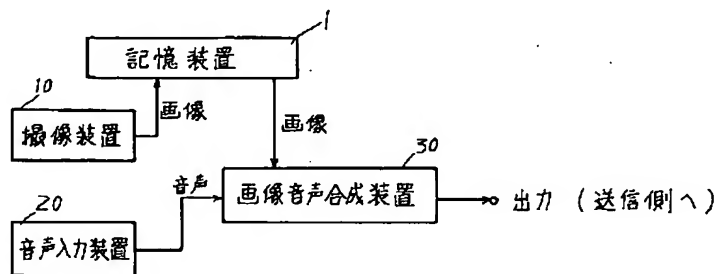 1
記憶装置
10
画像
撮像装置
画像
30
音声
画像音声合成装置
出力 (送信側へ)
20
音声入力装置